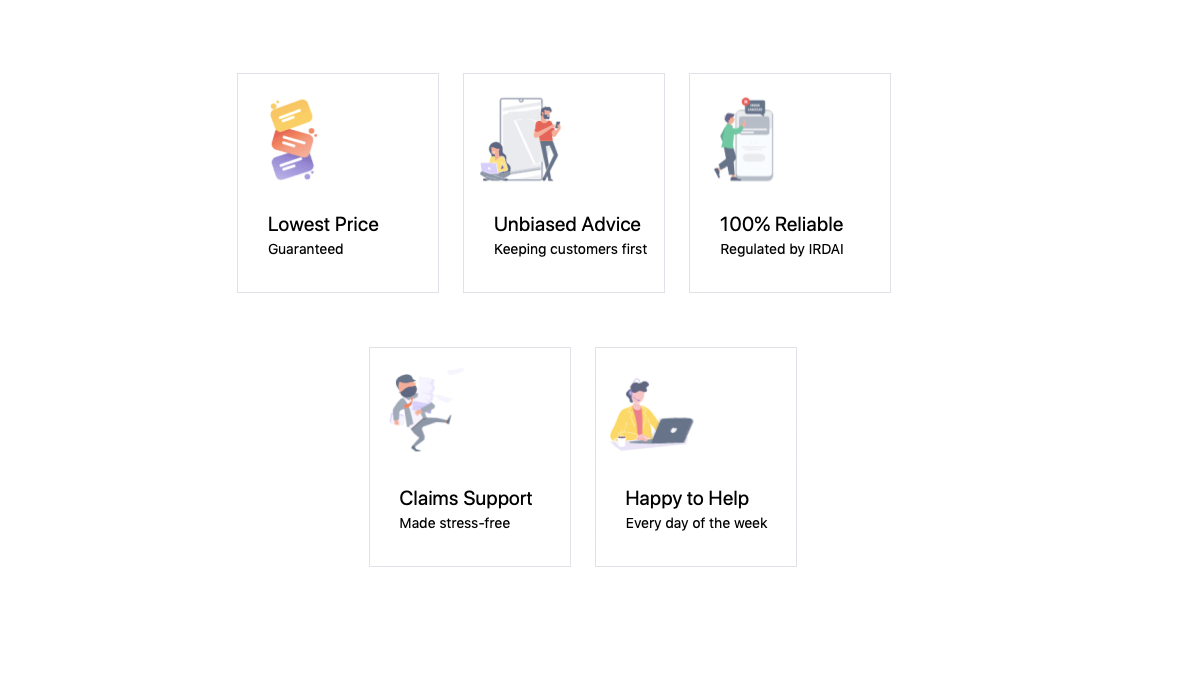 Lowest Price
Guaranteed
Unbiased Advice
Keeping customers first
100% Reliable
Regulated by IRDAI
Claims Support
Made stress-free
Happy to Help
Every day of the week